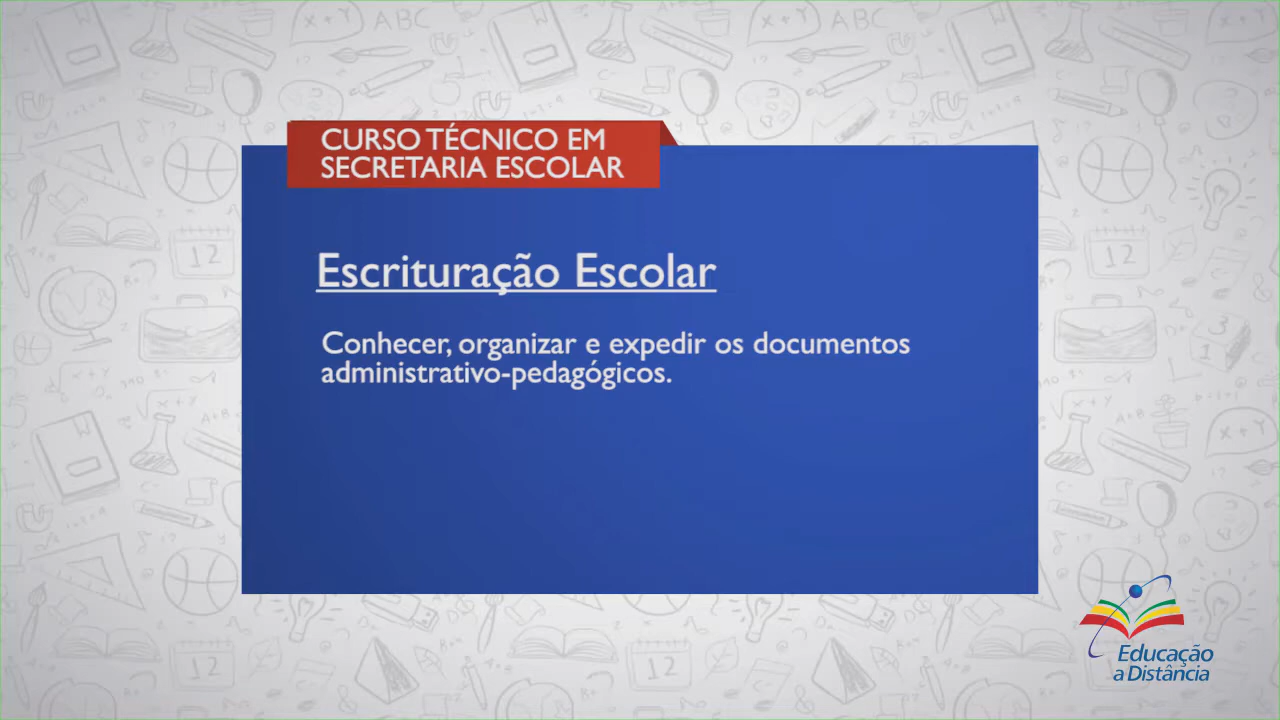 CURSO TÉCNICO EM
SECRETARIA ESCOLAR
Escrituração Escolar
Conhecer, organizar e expedir os documentos
administrativo-pedagógicos.
Educação
a Distância